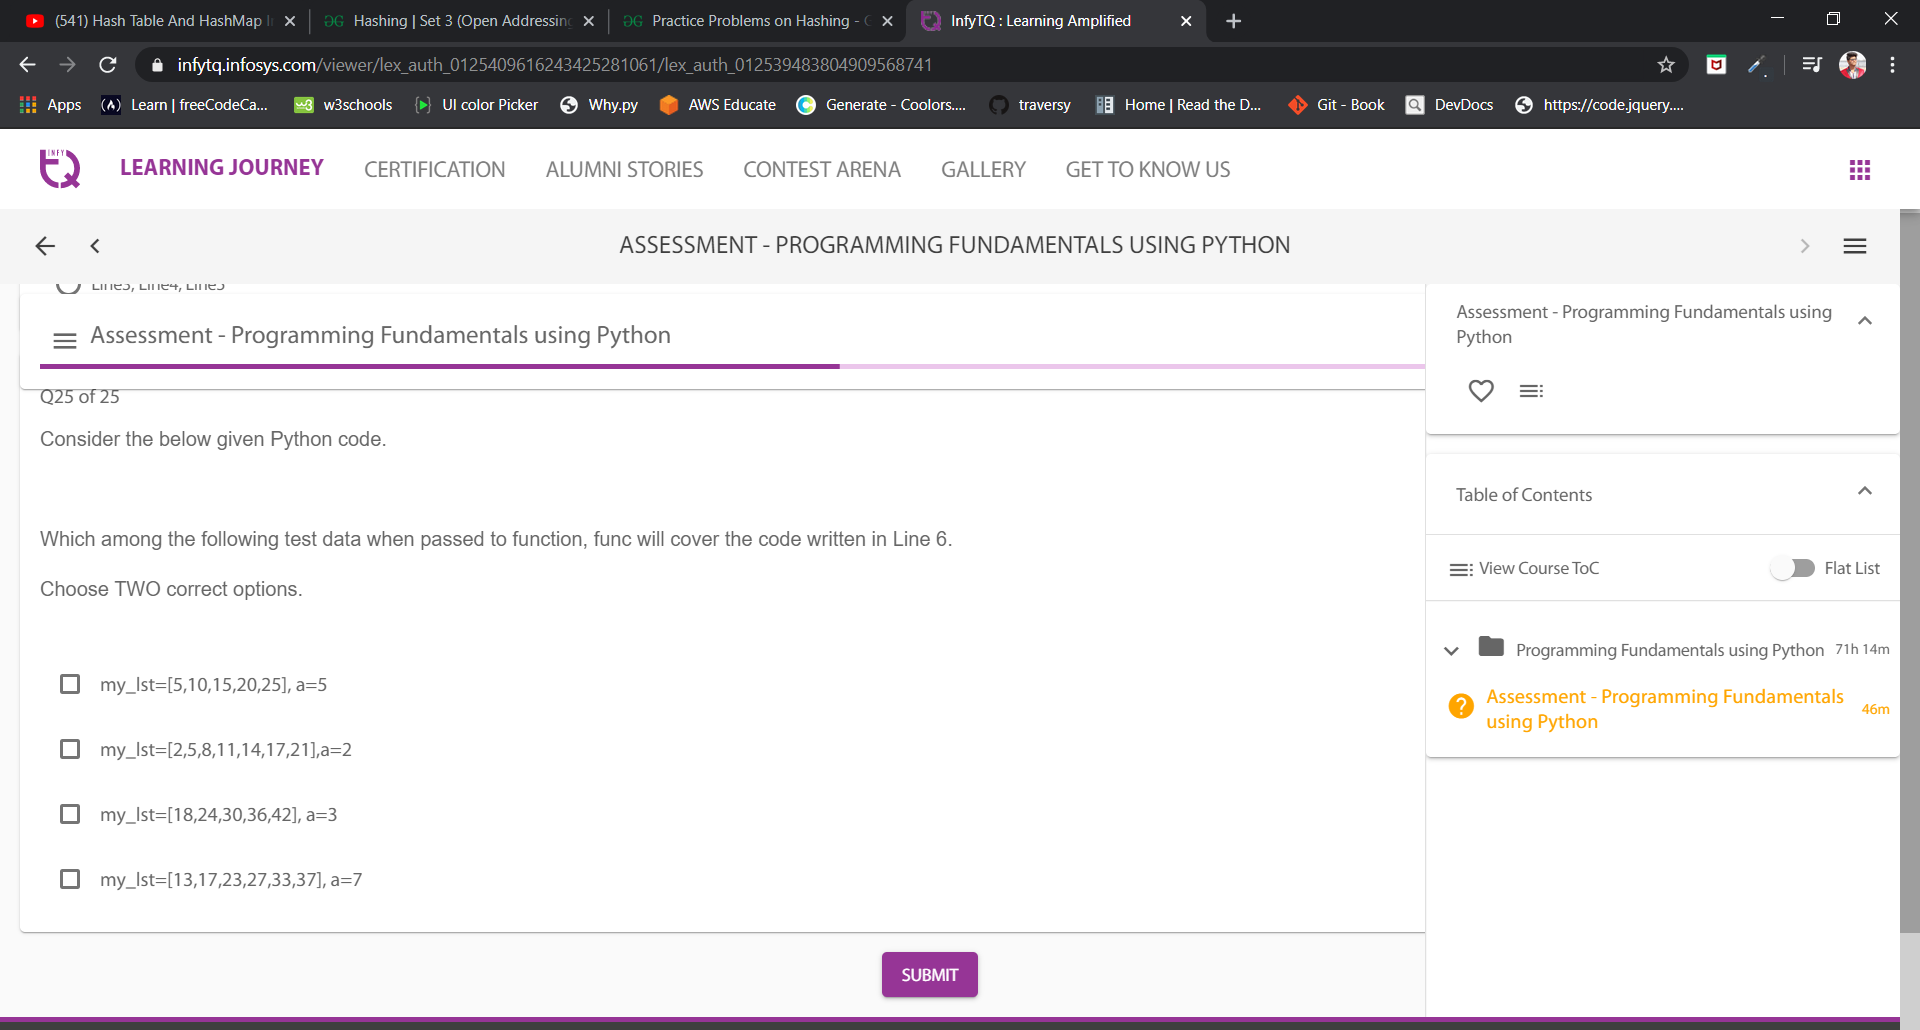 (541) Hash Table And HashMap I
Hashing | Set 3 (Open Addressing
Practice Problems on Hashing - G
InfyTQ : Learning Amplified
infytq.infosys.com/viewer/lex_auth_0125409616243425281061/lex_auth_012539483804909568741
Apps
Learn | freeCodeCa...
w3schools
UI color Picker
Why.py
AWS Educate
Generate - Coolors....
traversy
Home | Read the D...
Git - Book
DevDocs
https://code.jquery....
INFY
LEARNING JOURNEY
CERTIFICATION
ALUMNI STORIES
CONTEST ARENA
GALLERY
GET TO KNOW US
ASSESSMENT - PROGRAMMING FUNDAMENTALS USING PYTHON
Line3, Line4, Line5
Assessment - Programming Fundamentals using Python
Q25 of 25
Consider the below given Python code.
Which among the following test data when passed to function, func will cover the code written in Line 6.
Choose TWO correct options.
my_lst=[5,10,15,20,25], a=5
my_lst=[2,5,8,11,14,17,21],a=2
my_lst=[18,24,30,36,42], a=3
my_lst=[13,17,23,27,33,37], a=7
SUBMIT
Assessment - Programming Fundamentals using
Python
Table of Contents
View Course ToC
Flat List
Programming Fundamentals using Python 71h 14m
Assessment - Programming Fundamentals
using Python
46m